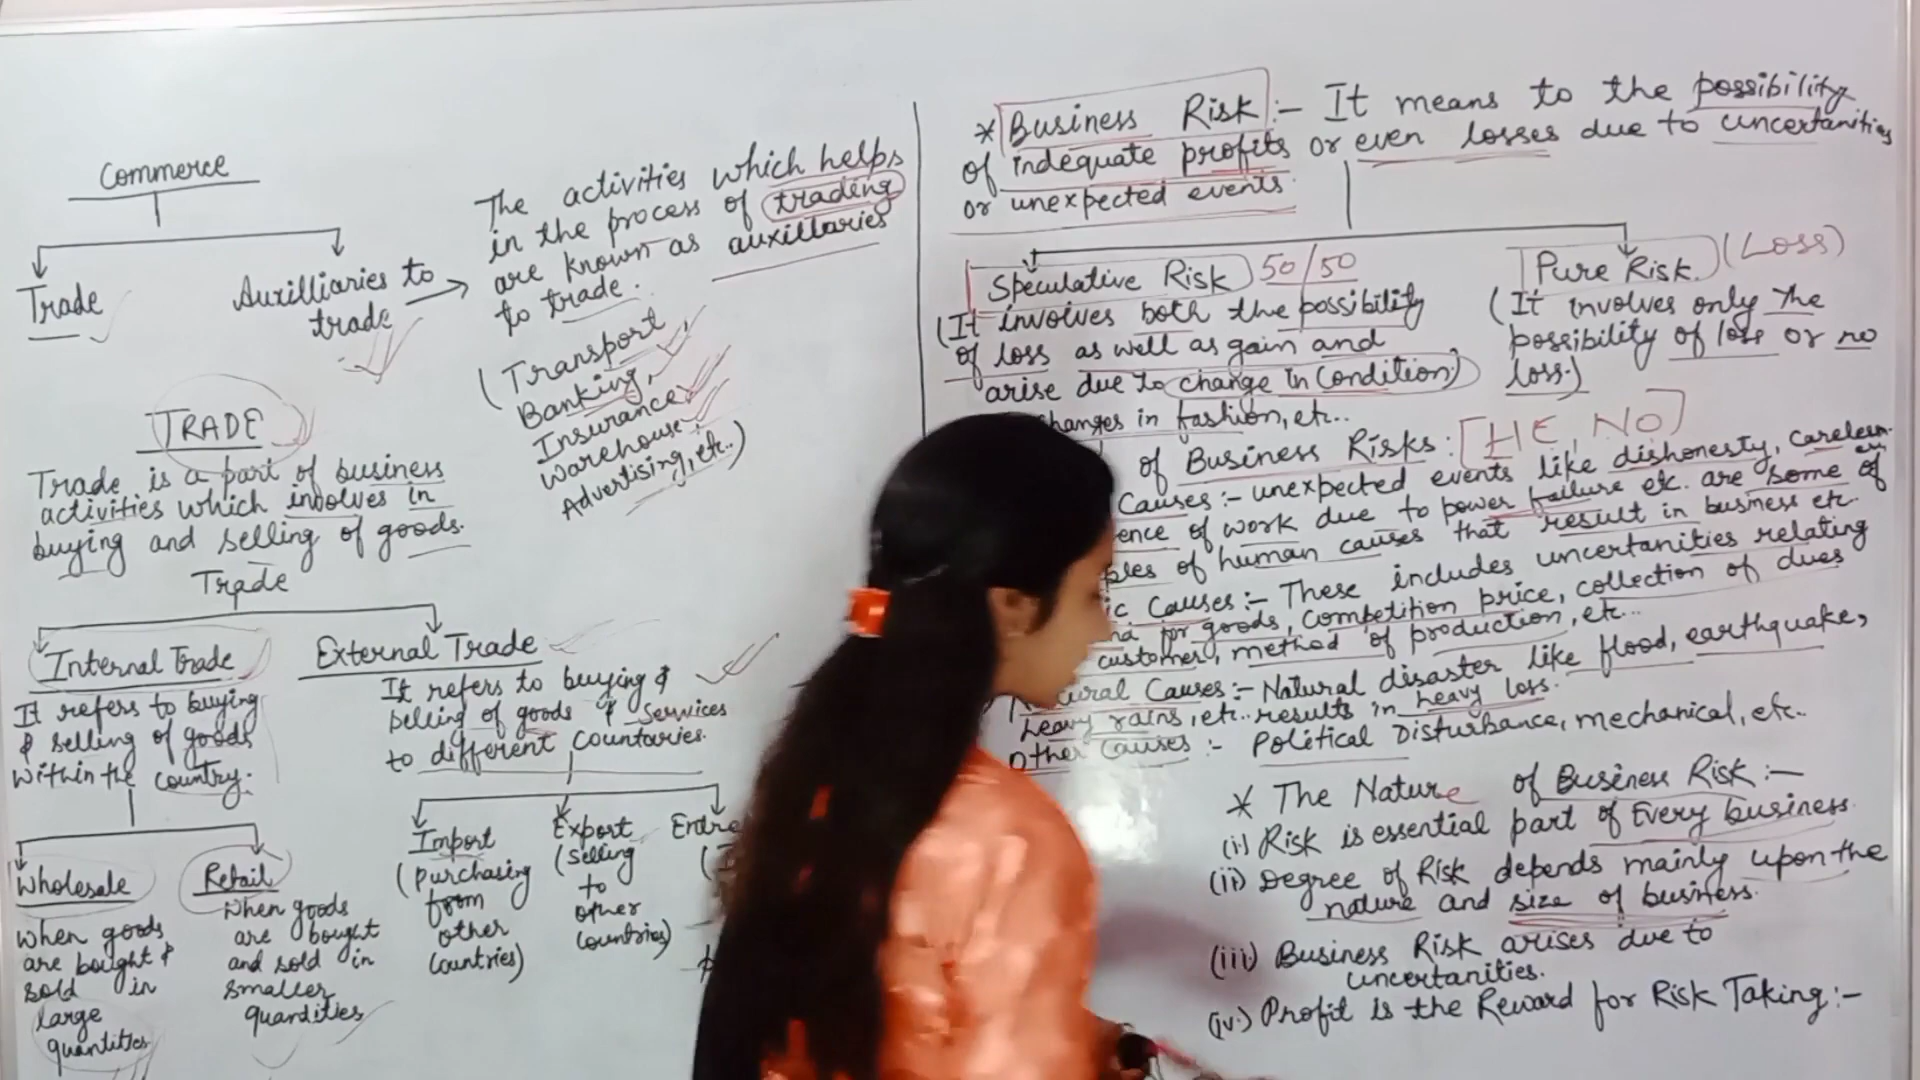 Commerce
Trade
Auxilliaries to
trade
The activities which helps
in the process of trading
are known as auxillaries
to trade.
(Transport,
Banking,
Insurance,
Warehouse,
Advertising, etc..)
TRADE
Trade is a part of business
activities which involves in
buying and selling of goods.
Trade
Internal Trade
It refers to buying
& selling of goods
within the country.
External Trade
It refers to buying &
selling of goods & services
to different countaries.
Wholesale
When goods
are bought &
sold in
large
quantities
Retail
When goods
are bought
and sold in
smaller
quantities
Import
(purchasing
from
other
countries)
Export
(selling
to
other
countries)
Entre
* Business Risk :- It means to the possibility
of indequate profits or even losses due to uncertanities
or unexpected events.
Speculative Risk 50/50
(It involves both the possibility
of loss as well as gain and
arise due to change in condition)
changes in fashion, etc..
Pure Risk. (Loss)
(It involves only the
possibility of loss or no
loss.)
of Business Risks: [HE, NO]
Causes :- unexpected events like dishonesty,
ence of work due to power failure etc. are some of
ples of human causes that result in business etc.
ic Causes :- These includes uncertanities relating
for goods, competition price, collection of dues
customer, method of production, etc...
Natural Causes :- Natural disaster like flood, earthquake,
heavy rains, etc.. results in heavy loss.
Other Causes :- Political Disturbance, mechanical, etc..
* The Nature of Business Risk :-
(i) Risk is essential part of Every business
(ii) Degree of Risk depends mainly upon the
nature and size of business.
(iii) Business Risk arises due to
uncertanities.
(iv.) Profit is the Reward for Risk Taking :-